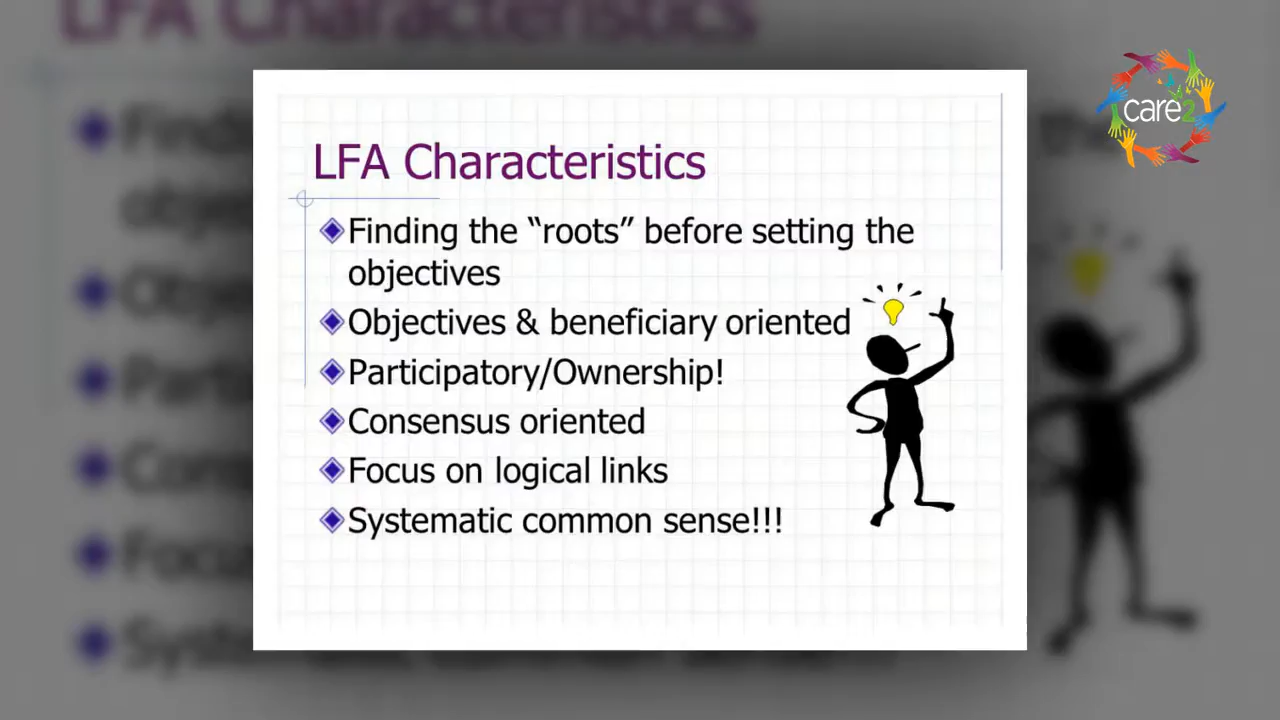 LFA Characteristics
care2
Finding the “roots” before setting the
objectives
Objectives & beneficiary oriented
Participatory/Ownership!
Consensus oriented
Focus on logical links
Systematic common sense!!!